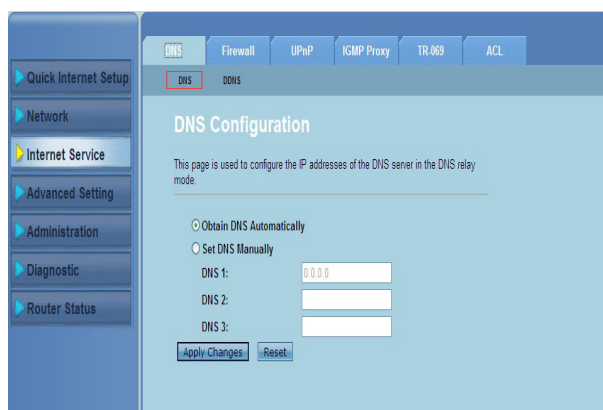 DNS Firewall UPnP IGMP Proxy TR-069 ACL
DNS DDNS
Quick Internet Setup
Network
Internet Service
Advanced Setting
Administration
Diagnostic
Router Status
DNS Configuration
This page is used to configure the IP addresses of the DNS server in the DNS relay
mode.
Obtain DNS Automatically
Set DNS Manually
DNS 1: 0.0.0.0
DNS 2:
DNS 3:
Apply Changes Reset